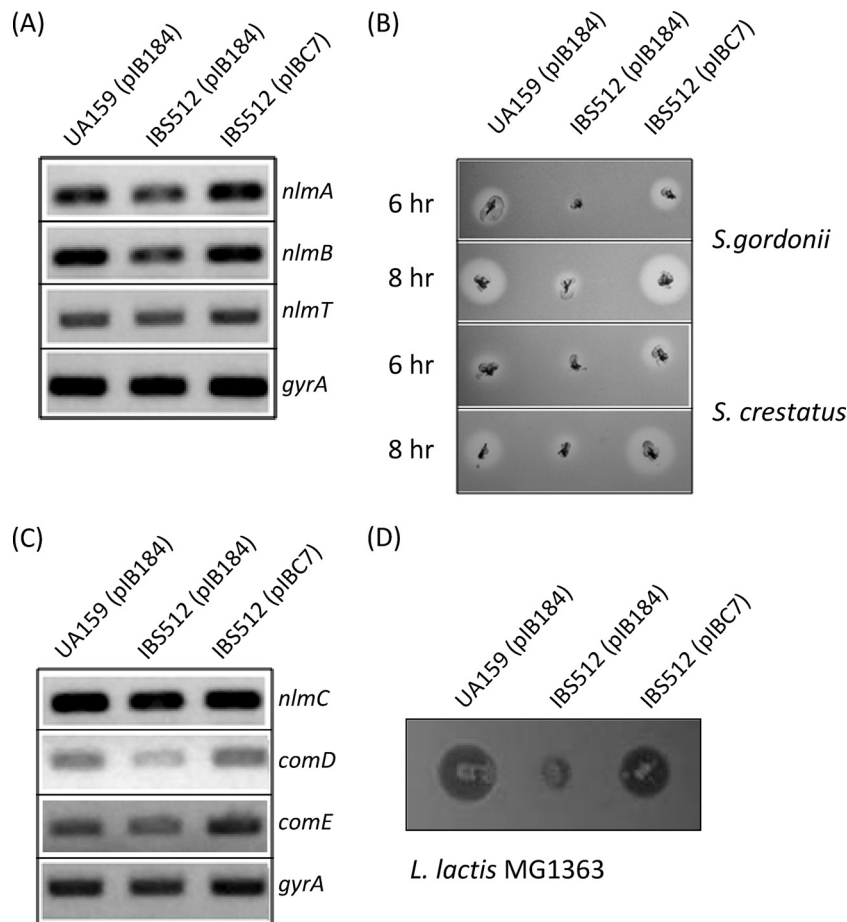 (A)
UA159 (pIB184)
IBS512 (pIB184)
IBS512 (pIBC7)
nlmA
nlmB
nlmT
gyrA
(B)
UA159 (pIB184)
IBS512 (pIB184)
IBS512 (pIBC7)
6 hr
8 hr
S.gordonii
6 hr
8 hr
S. crestatus
(C)
UA159 (pIB184)
IBS512 (pIB184)
IBS512 (pIBC7)
nlmC
comD
comE
gyrA
(D)
UA159 (pIB184)
IBS512 (pIB184)
IBS512 (pIBC7)
L. lactis MG1363